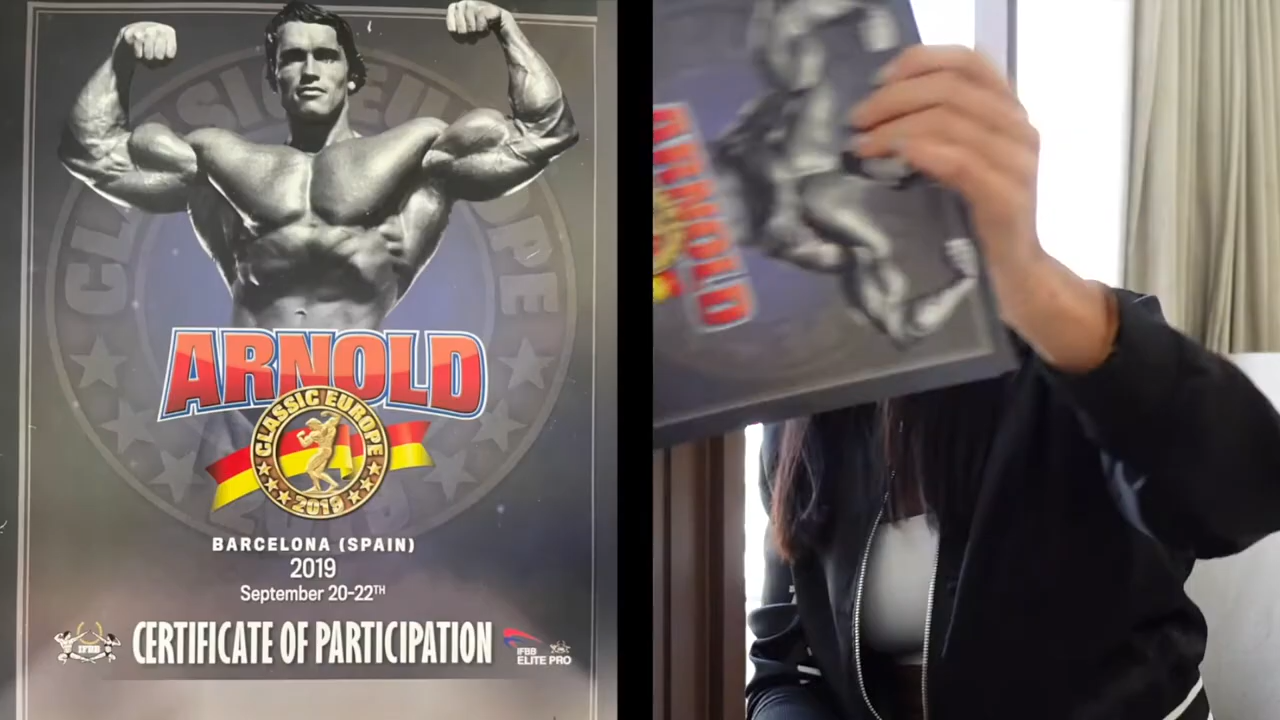 CLASSIC EUROPE
ARNOLD
CLASSIC EUROPE
2019
BARCELONA (SPAIN)
2019
September 20-22TH
CERTIFICATE OF PARTICIPATION
IFBB
IFBB
ELITE PRO
ARNOLD